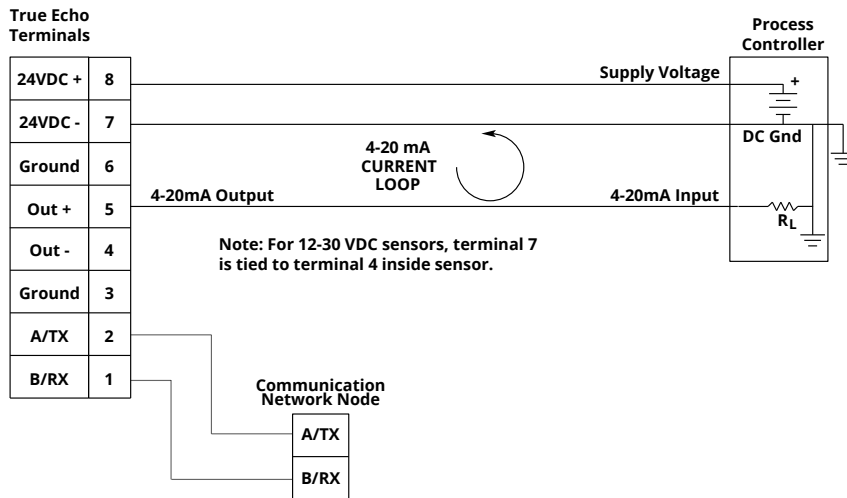 True Echo
Terminals
Process
Controller
24VDC + 8
Supply Voltage
+
24VDC - 7
DC Gnd
Ground 6
4-20 mA
CURRENT
LOOP
Out + 5
4-20mA Output
4-20mA Input
RL
Out - 4
Note: For 12-30 VDC sensors, terminal 7
is tied to terminal 4 inside sensor.
Ground 3
A/TX 2
B/RX 1
Communication
Network Node
A/TX
B/RX